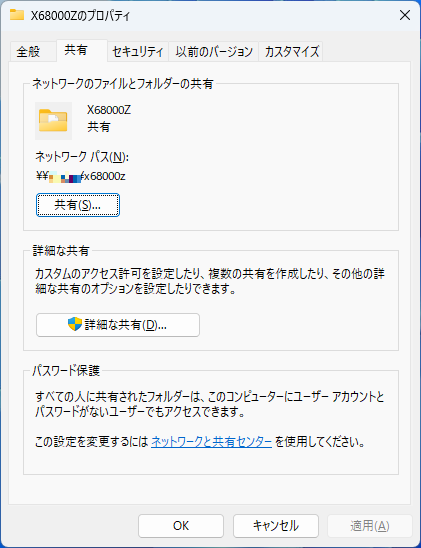 X68000Zのプロパティ
全般 共有 セキュリティ 以前のバージョン カスタマイズ
ネットワークのファイルとフォルダーの共有
X68000Z
共有
ネットワーク パス(N):
¥¥ ¥x68000z
共有(S)...
詳細な共有
カスタムのアクセス許可を設定したり、複数の共有を作成したり、その他の詳
細な共有のオプションを設定したりできます。
詳細な共有(D)...
パスワード保護
すべての人に共有されたフォルダーは、このコンピューターにユーザー アカウントと
パスワードがないユーザーでもアクセスできます。
この設定を変更するには ネットワークと共有センター を使用してください。
OK キャンセル 適用(A)